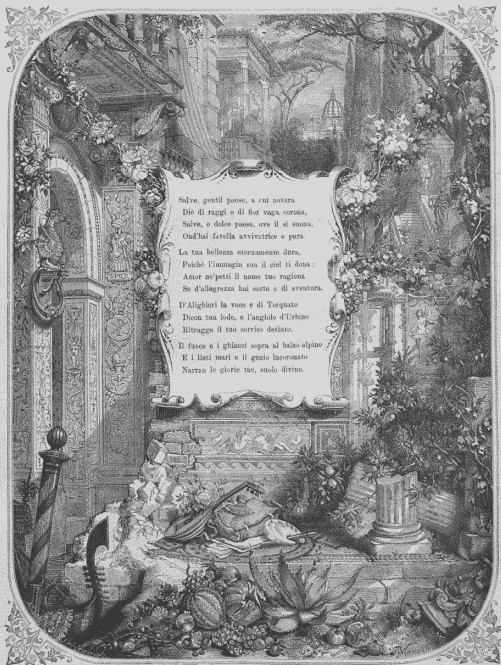 Salve, gentil paese, a cui natura
Diè di raggi e di fior vaga corona,
Salve, o dolce paese, ove il sì suona,
Ond'hai favella avvivatrice e pura.
La tua bellezza eternamente dura,
Poichè l'immagin sua il ciel ti dona:
Amor ne'petti il nome tuo ragiona
Se d'allegrezza hai sorte o di sventura.
D'Alighieri la voce e di Torquato
Dicon tua lode, e l'angiolo d'Urbino
Ritragge il tuo sorriso desiato.
Il fuoco e i ghiacci sopra al balzo alpino
E i lieti mari e il genio incoronato
Narran le glorie tue, suolo divino.